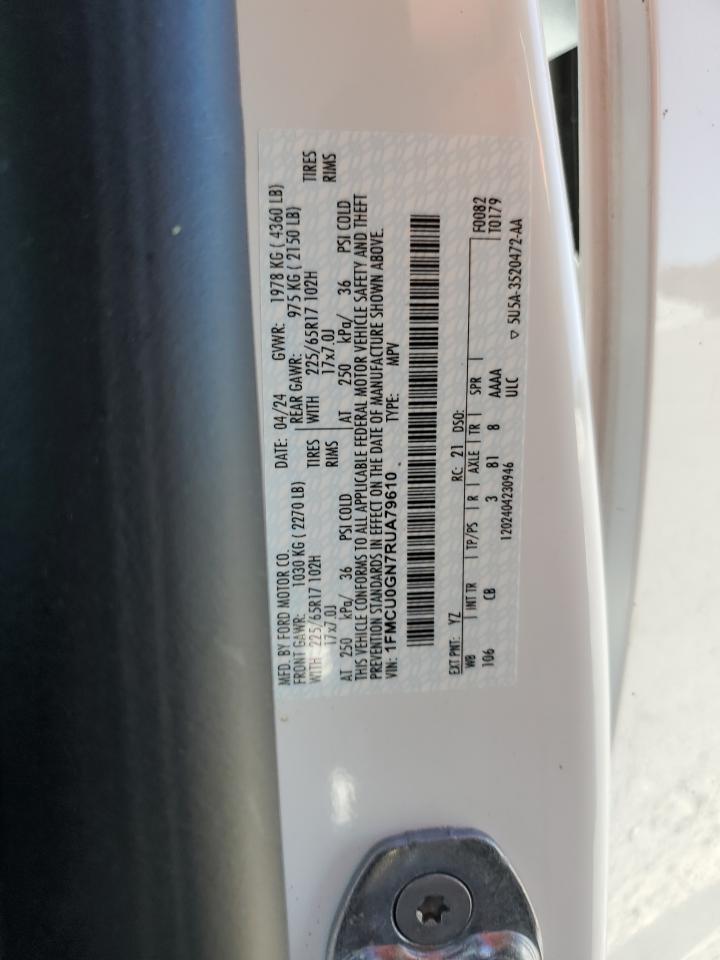 MFD. BY FORD MOTOR CO. DATE: 04/24 GVWR: 1978 KG ( 4360 LB)
FRONT GAWR: 1030 KG ( 2270 LB) REAR GAWR: 975 KG ( 2150 LB)
WITH 225/65R17 102H TIRES WITH 225/65R17 102H TIRES
17x7.0J RIMS 17x7.0J RIMS
AT 250 kPa/ 36 PSI COLD AT 250 kPa/ 36 PSI COLD
THIS VEHICLE CONFORMS TO ALL APPLICABLE FEDERAL MOTOR VEHICLE SAFETY AND THEFT
PREVENTION STANDARDS IN EFFECT ON THE DATE OF MANUFACTURE SHOWN ABOVE.
VIN: 1FMCU0GN7RUA79610 TYPE: MPV
EXT PNT: YZ RC: 21 DSO: F0082
WB INT TR TP/PS R AXLE TR SPR T0179
106 CB 3 81 8 AAAA
1202404230946 ULC
▽ 5U5A-3520472-AA